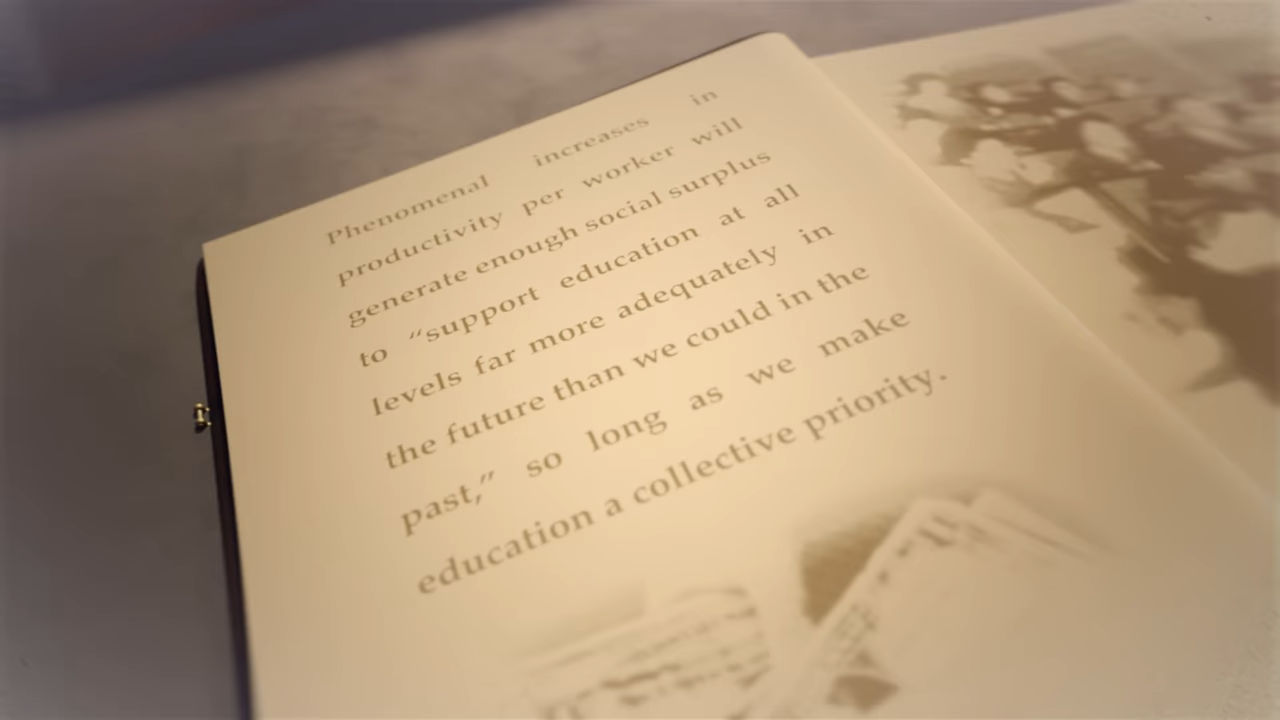 Phenomenal increases in
productivity per worker will
generate enough social surplus
to “support education at all
levels far more adequately in
the future than we could in the
past,” so long as we make
education a collective priority.